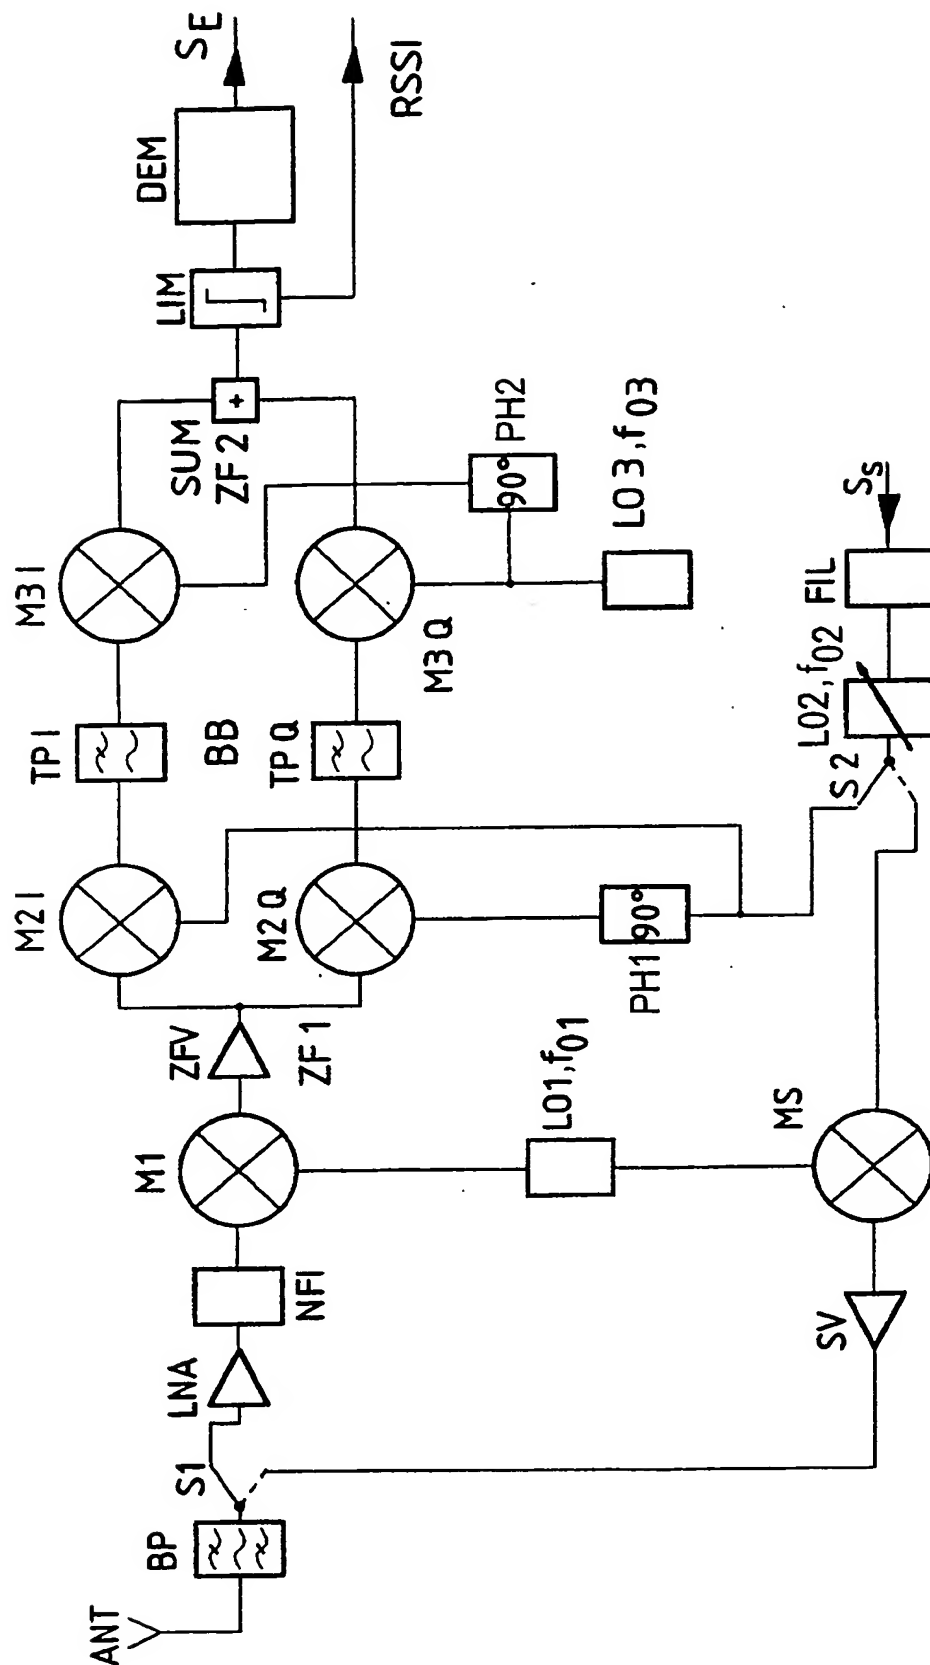 ANT
BP
S1
LNA
NFI
M1
ZFV
ZF1
M2I
M2Q
TPI
BB
TPQ
M3I
M3Q
SUM
ZF2
+
LIM
DEM
SE
RSSI
90° PH2
LO3,f03
PH1 90°
LO1,f01
SV
MS
S2
LO2,f02
FIL
Ss